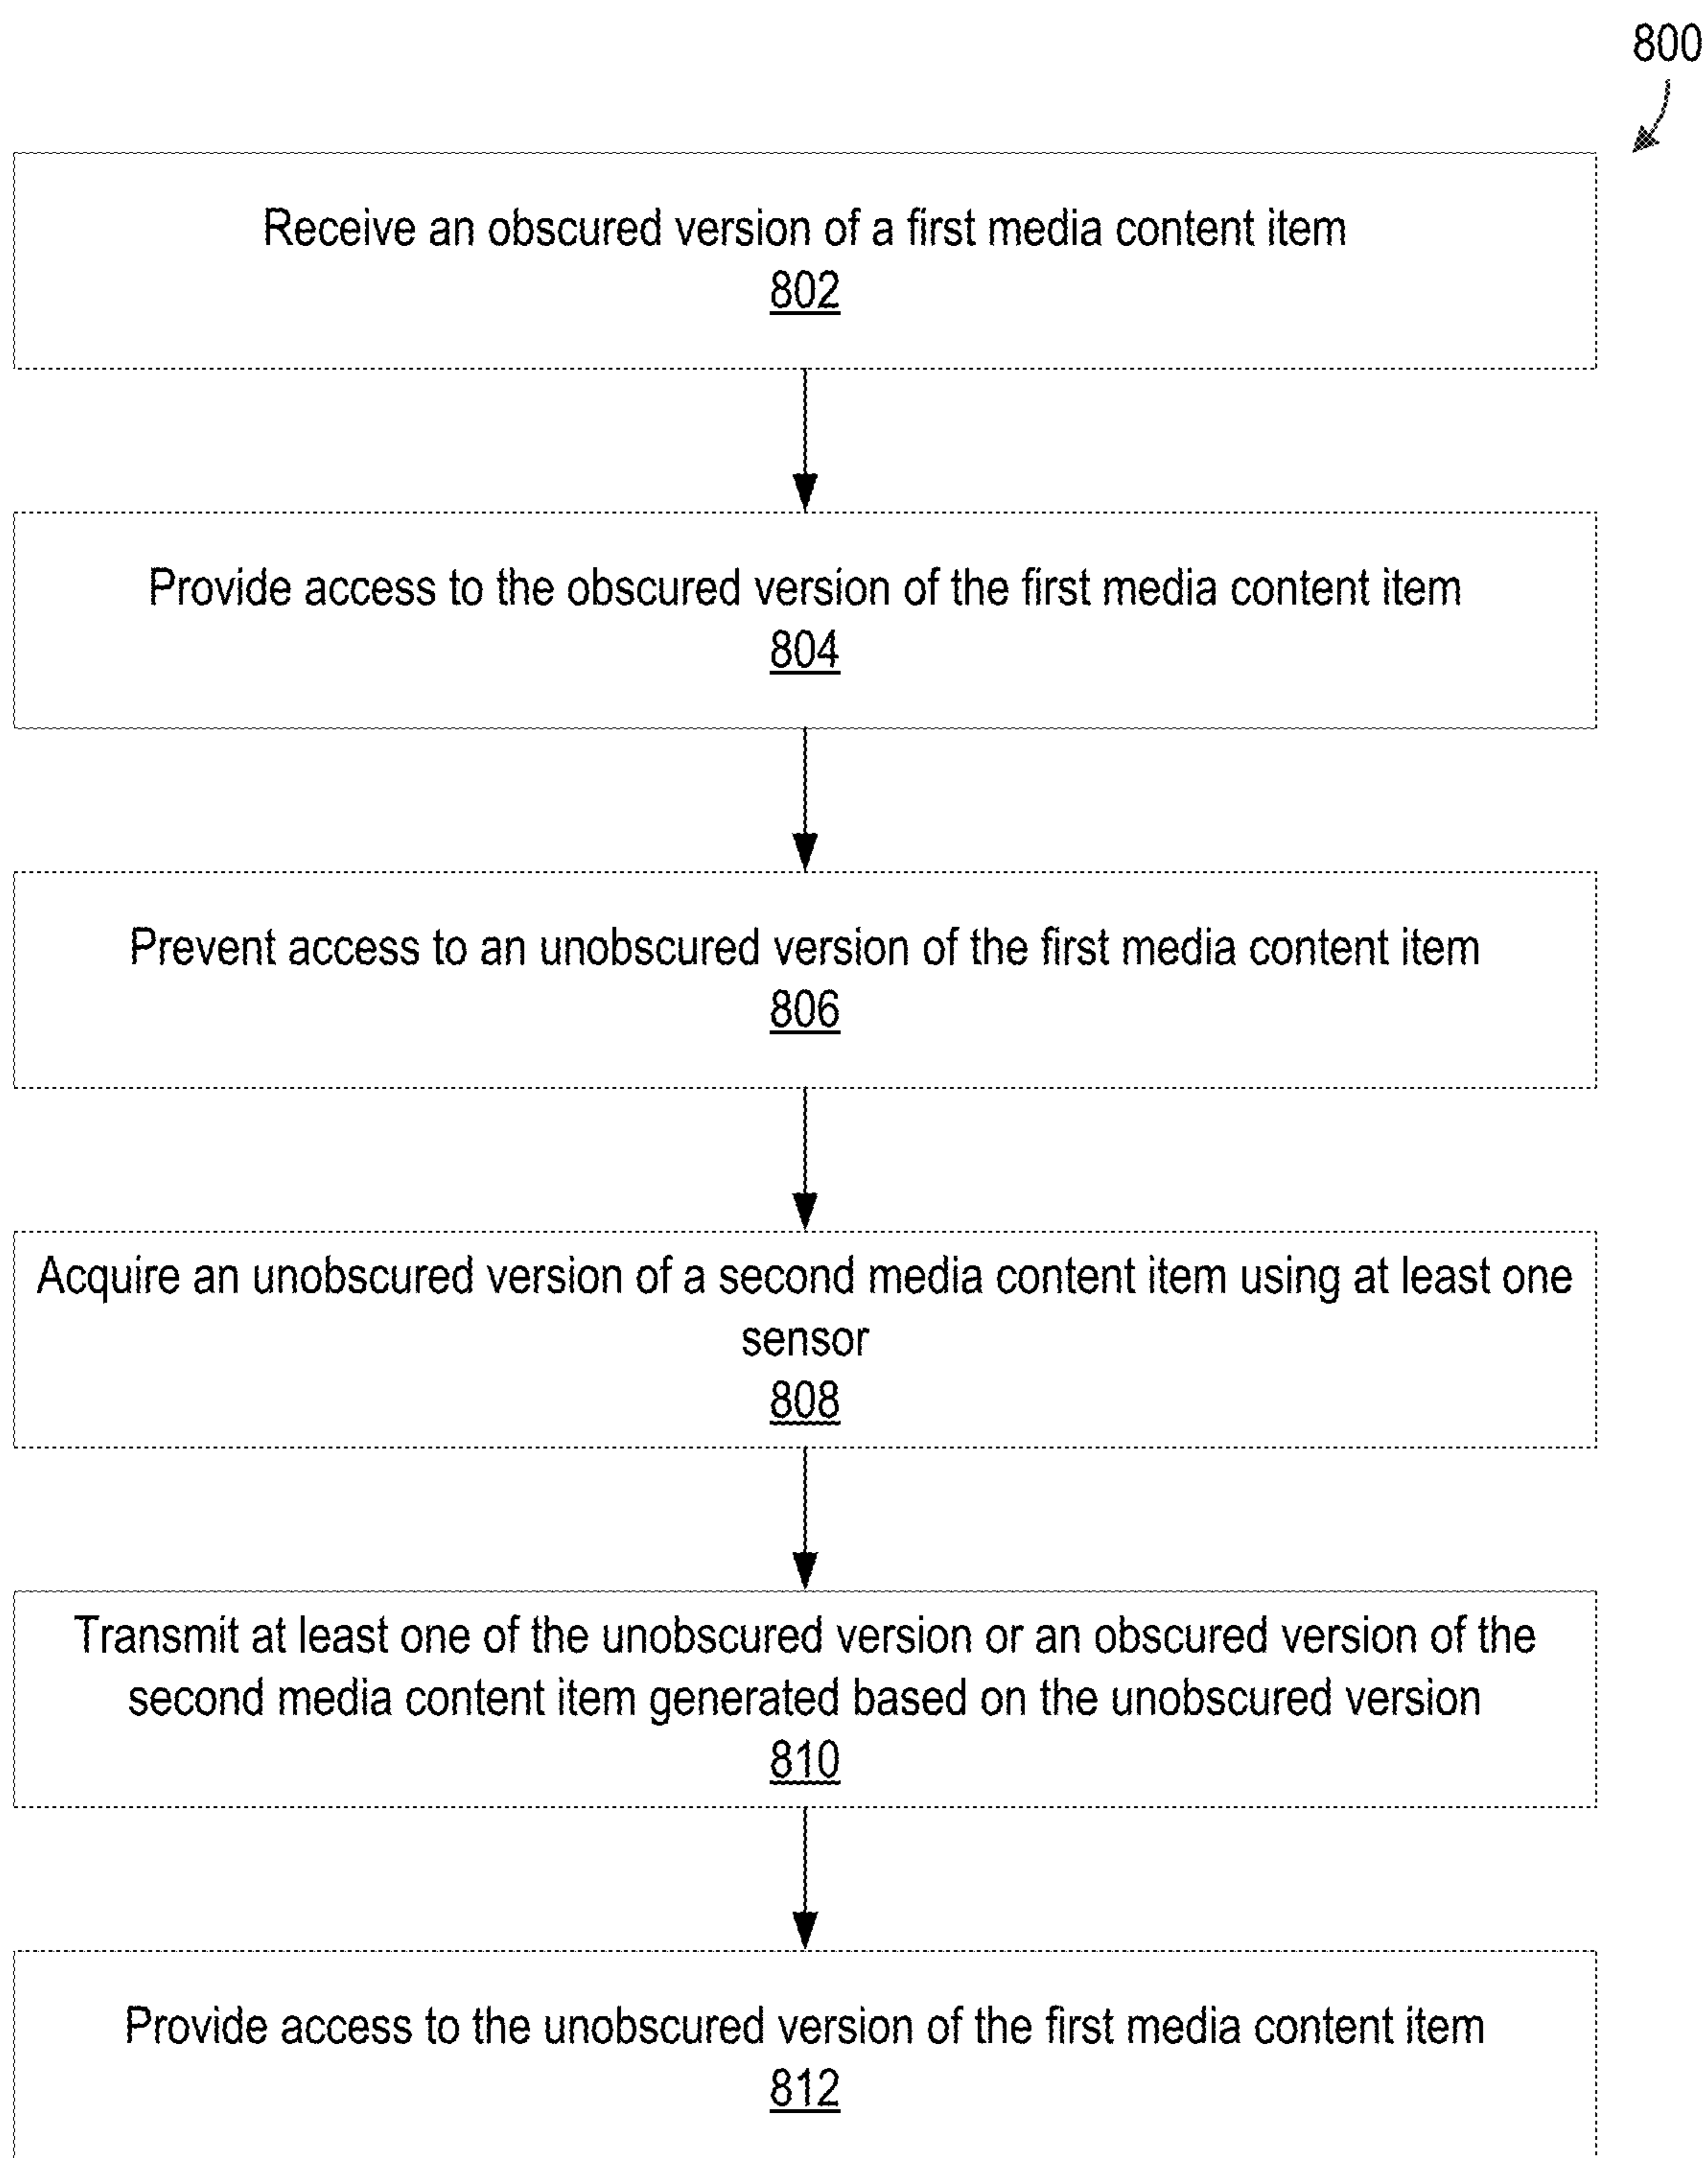 800
Receive an obscured version of a first media content item
802
Provide access to the obscured version of the first media content item
804
Prevent access to an unobscured version of the first media content item
806
Acquire an unobscured version of a second media content item using at least one
sensor
808
Transmit at least one of the unobscured version or an obscured version of the
second media content item generated based on the unobscured version
810
Provide access to the unobscured version of the first media content item
812